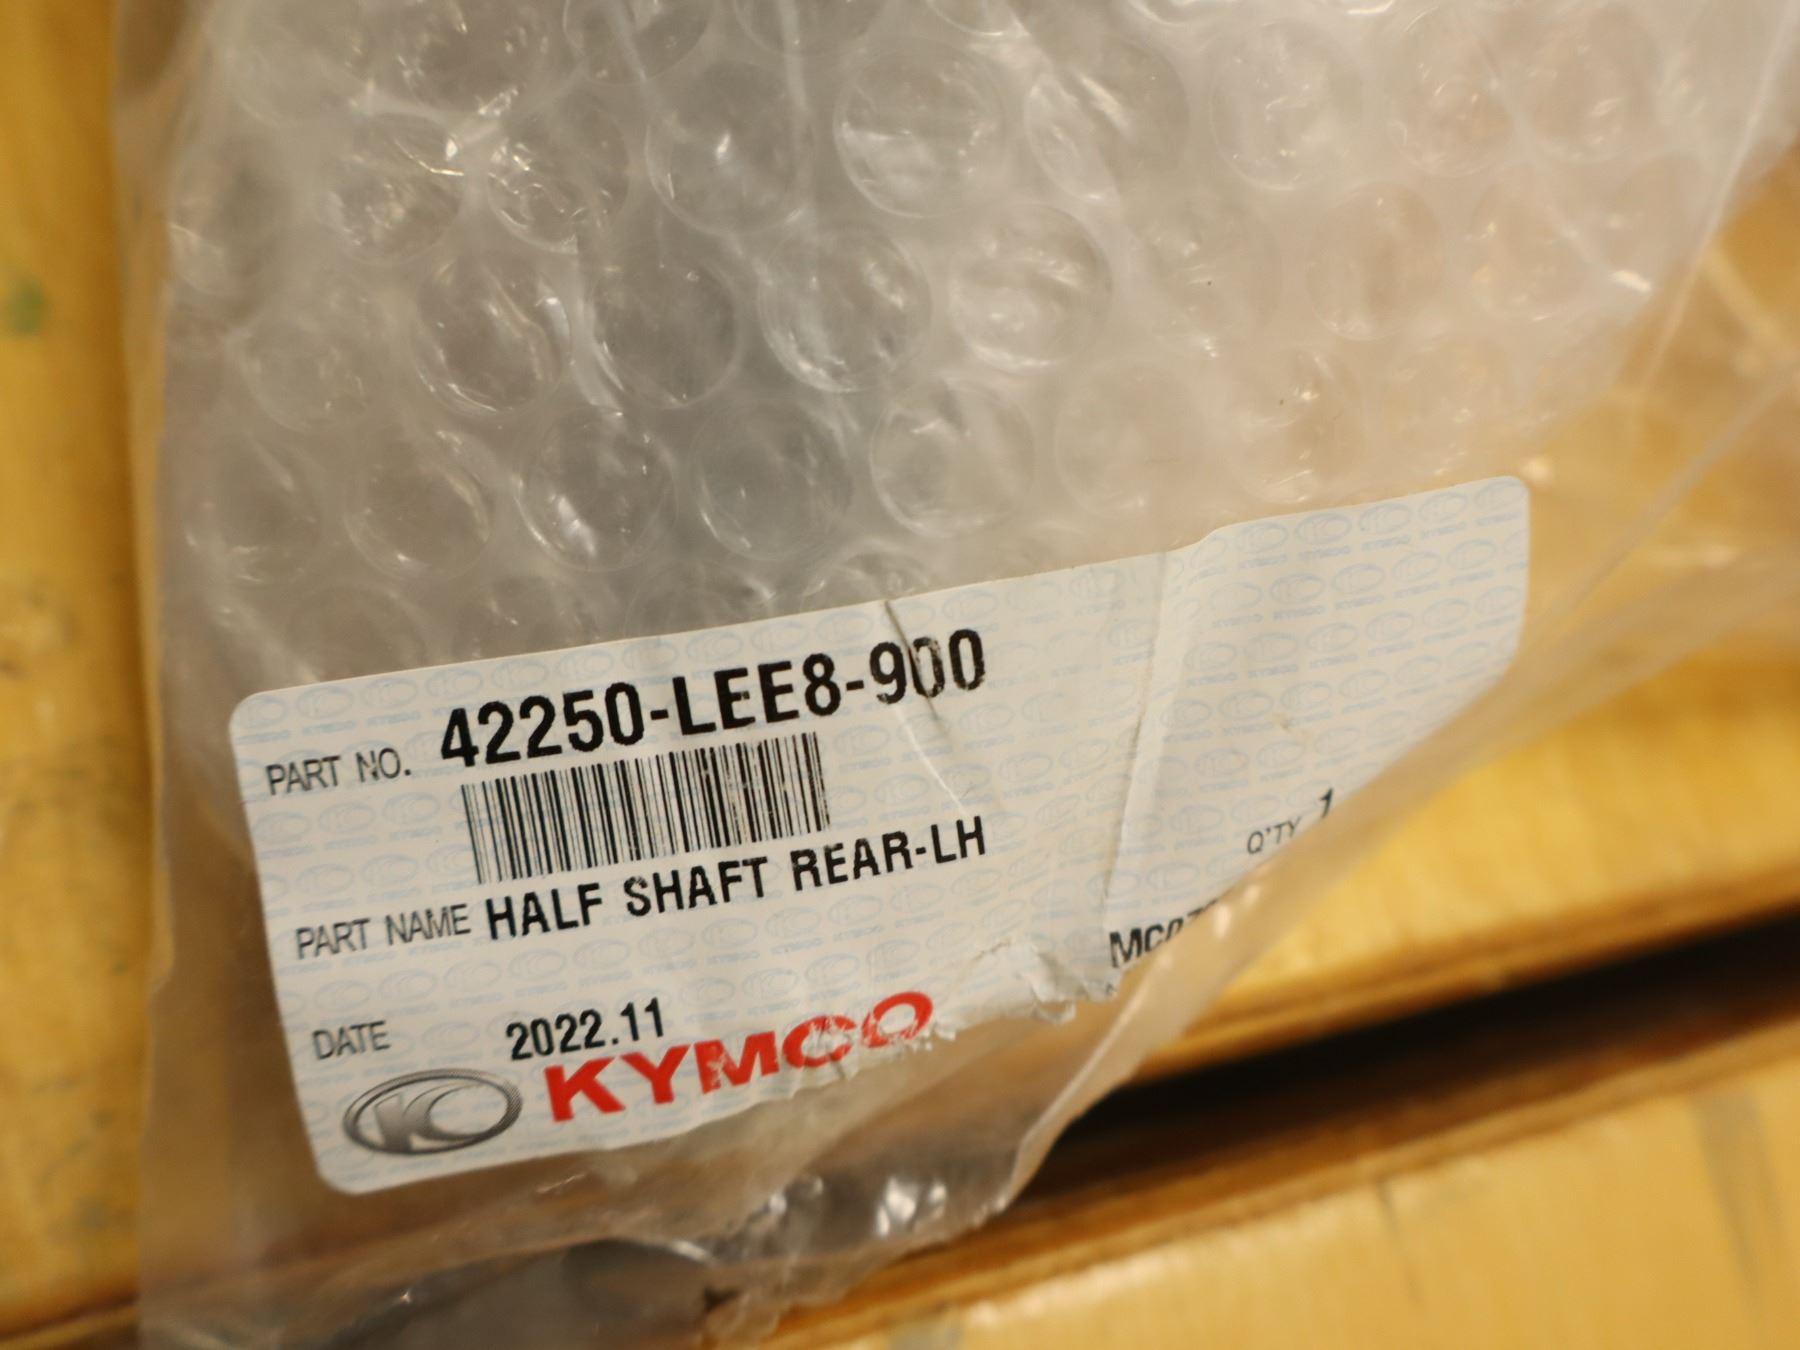 PART NO. 42250-LEE8-900
PART NAME HALF SHAFT REAR-LH
Q'TY 1
DATE 2022.11
KYMCO